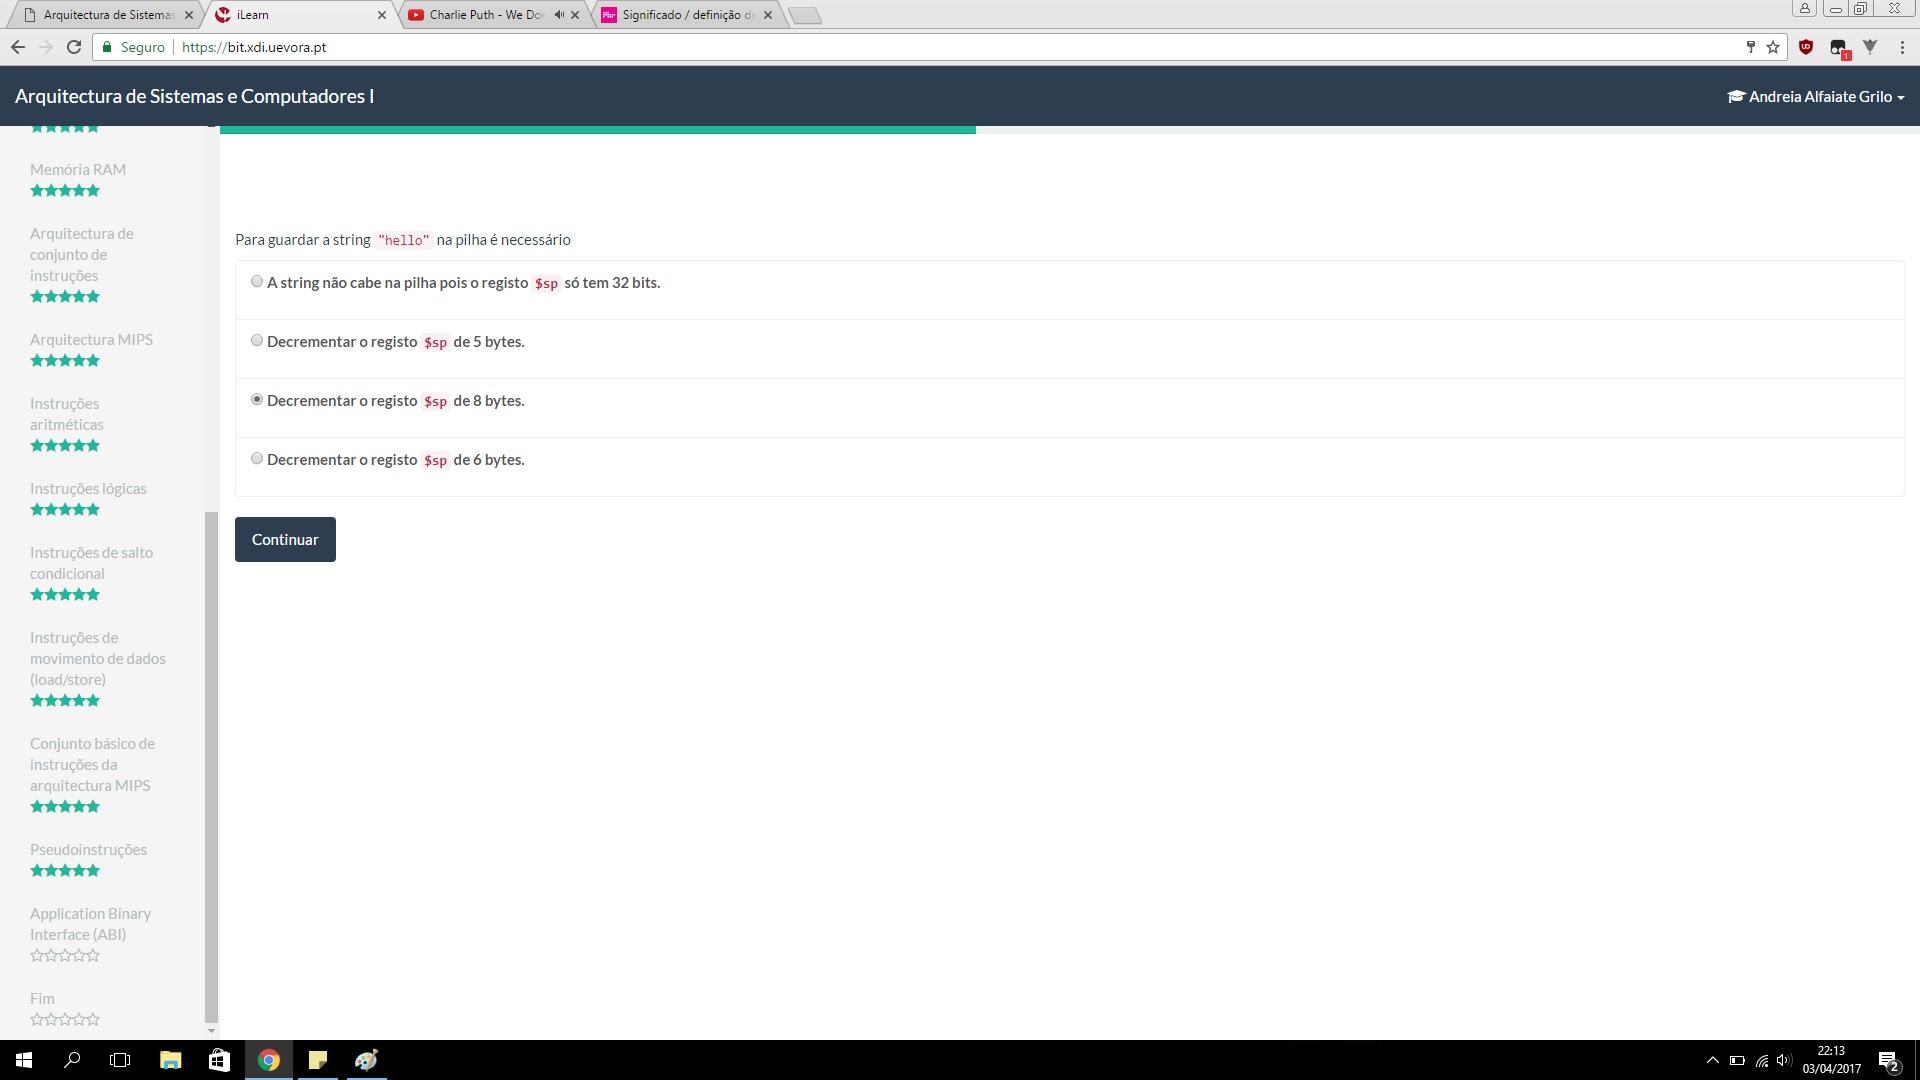 Arquitectura de Sistemas
iLearn
Charlie Puth - We Don
Significado / definição de
Seguro
https://bit.xdi.uevora.pt
1
Arquitectura de Sistemas e Computadores I
Andreia Alfaiate Grilo
Memória RAM
Arquitectura de
conjunto de
instruções
Arquitectura MIPS
Instruções
aritméticas
Instruções lógicas
Instruções de salto
condicional
Instruções de
movimento de dados
(load/store)
Conjunto básico de
instruções da
arquitectura MIPS
Pseudoinstruções
Application Binary
Interface (ABI)
Fim
Para guardar a string "hello" na pilha é necessário
A string não cabe na pilha pois o registo $sp só tem 32 bits.
Decrementar o registo $sp de 5 bytes.
Decrementar o registo $sp de 8 bytes.
Decrementar o registo $sp de 6 bytes.
Continuar
22:13
03/04/2017
2